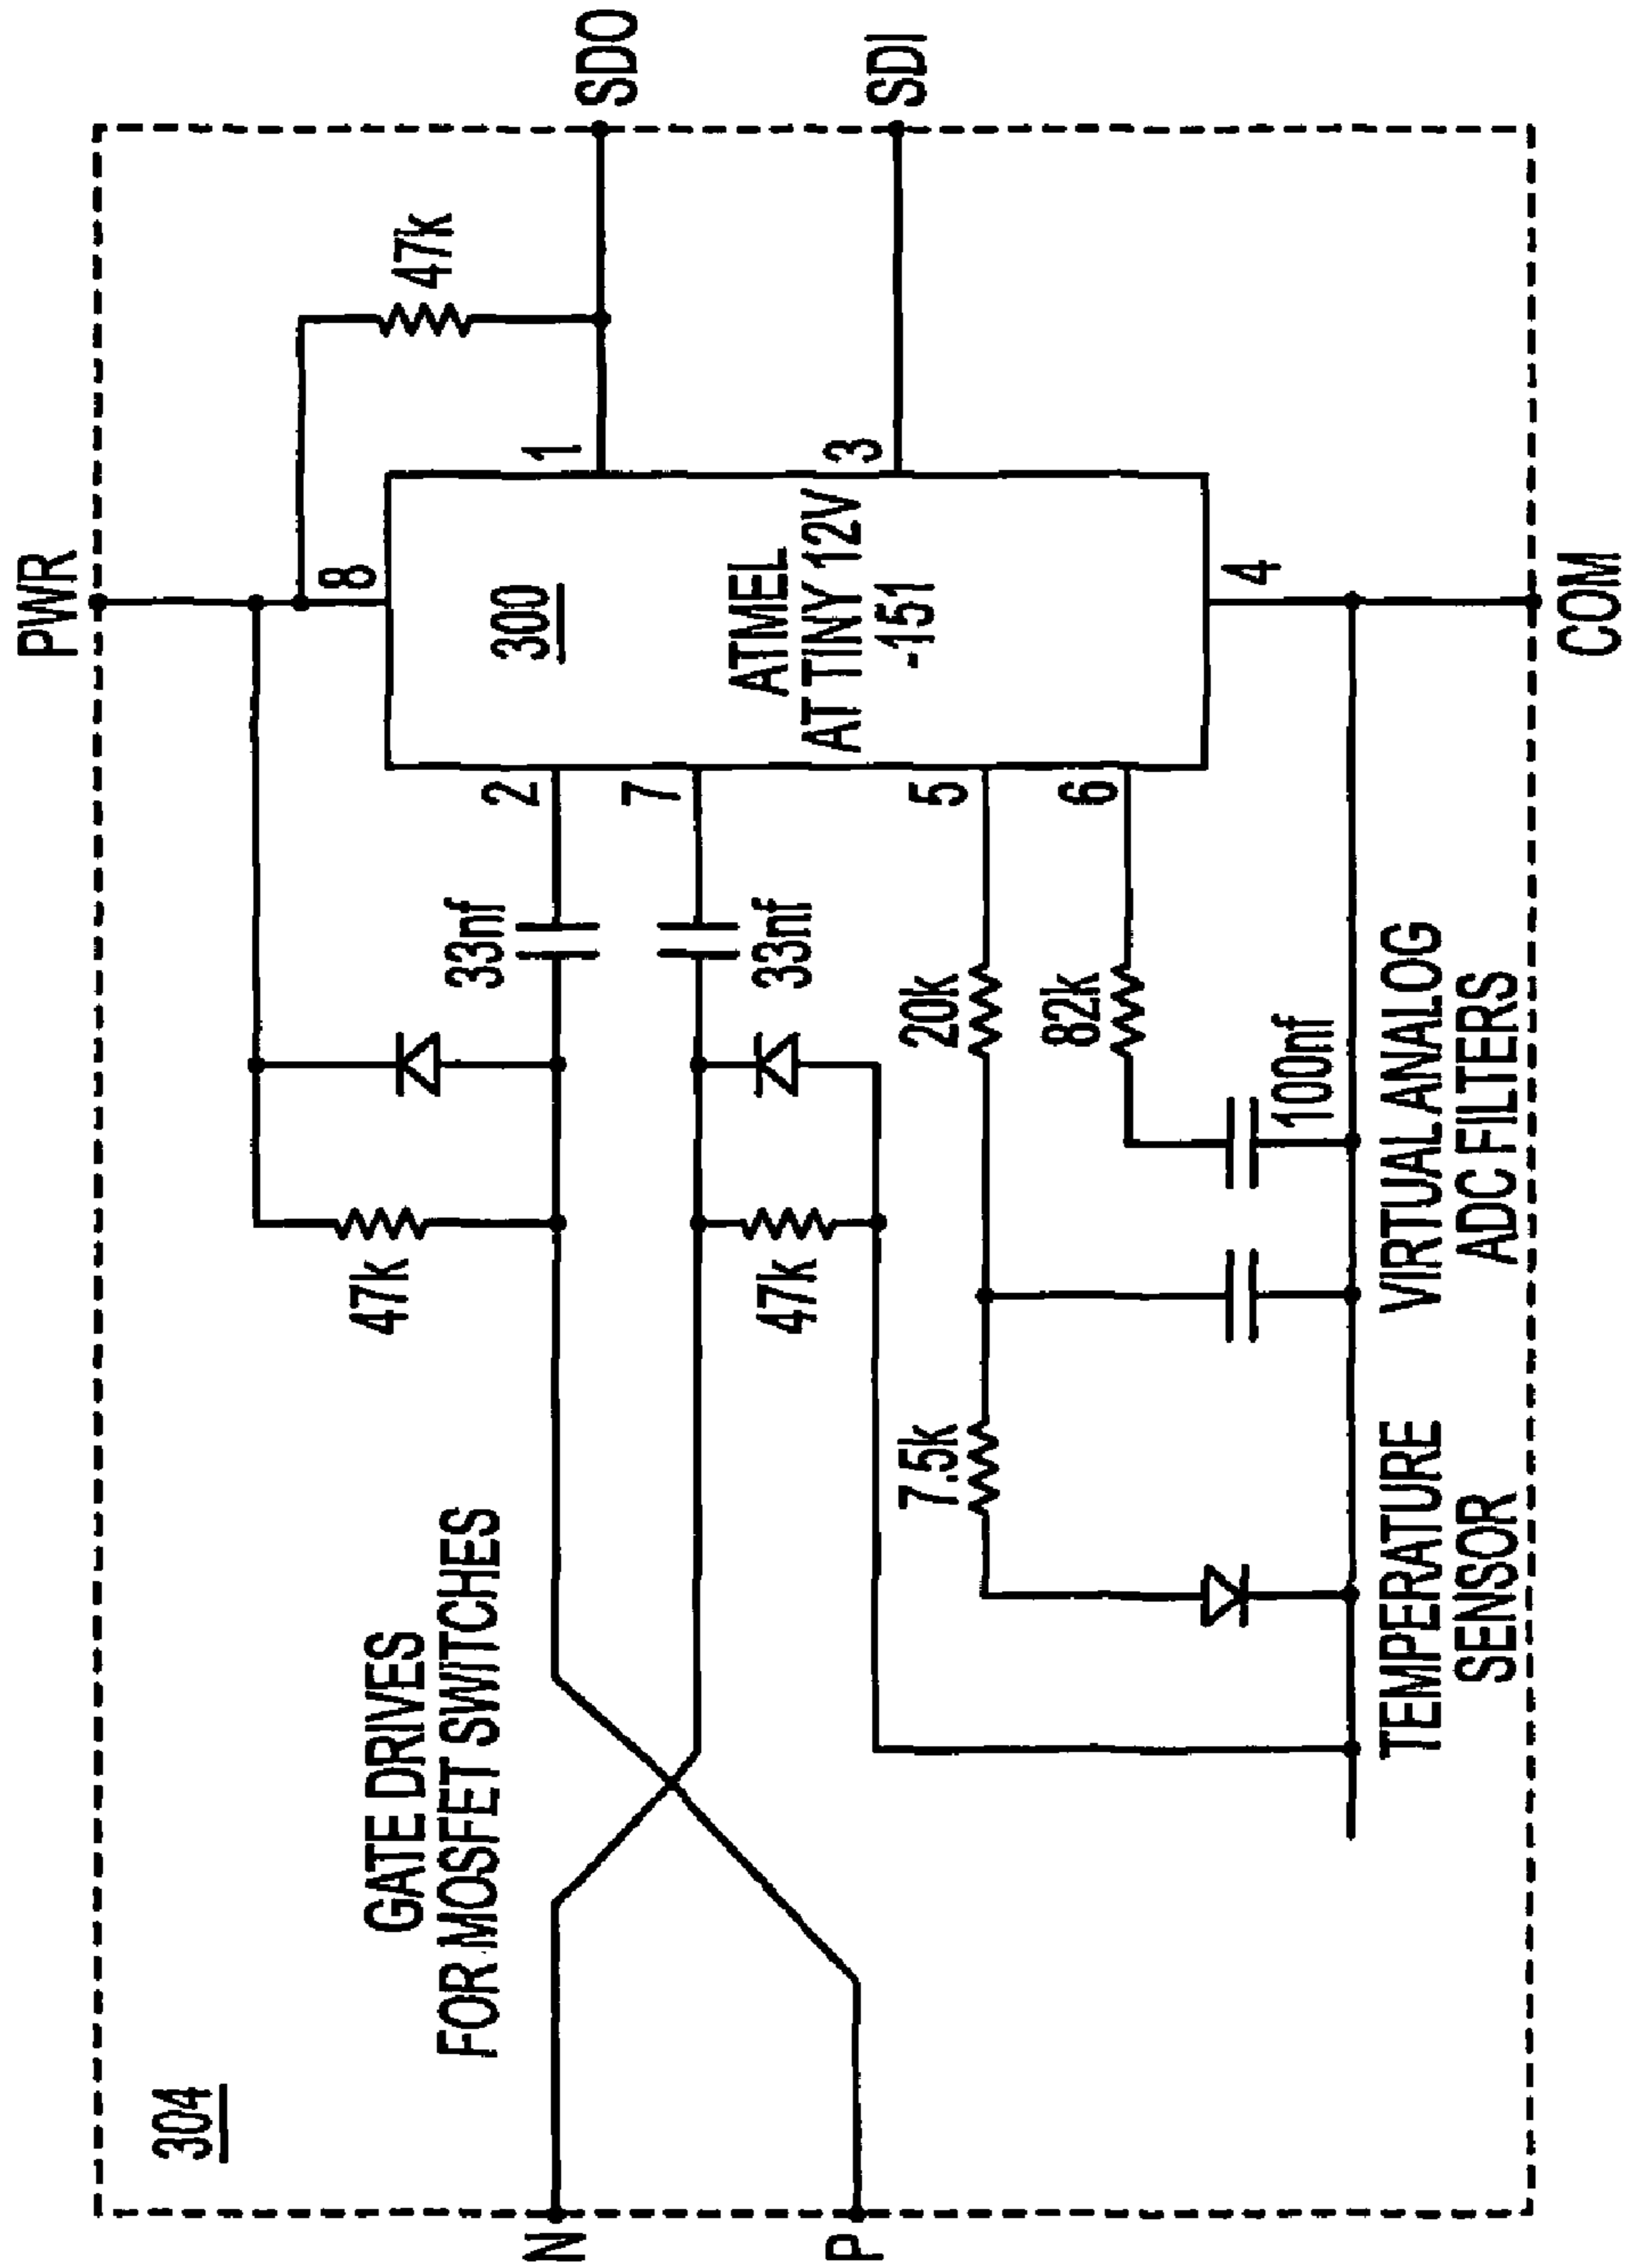 304
N
P
GATE DRIVES
FOR MOSFET SWITCHES
47k
47k
33nf
33nf
7.5k
20k
82k
100nf
TEMPERATURE
SENSOR
VIRTUAL ANALOG
ADC FILTERS
2
7
5
6
PWR
8
300
ATMEL
AT TINY 12V
-151
4
COM
1
3
47k
SDO
SDI